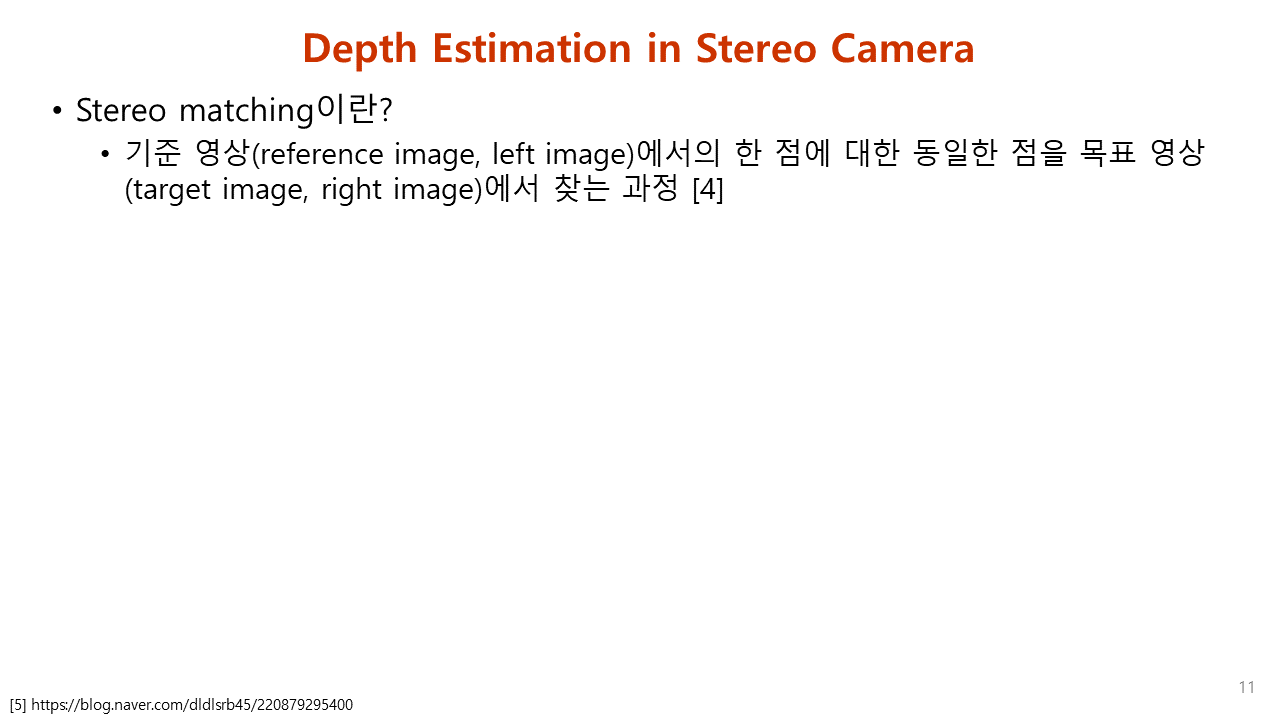 Depth Estimation in Stereo Camera
• Stereo matching이란?
• 기준 영상(reference image, left image)에서의 한 점에 대한 동일한 점을 목표 영상
(target image, right image)에서 찾는 과정 [4]
11
[5] https://blog.naver.com/dldlsrb45/220879295400